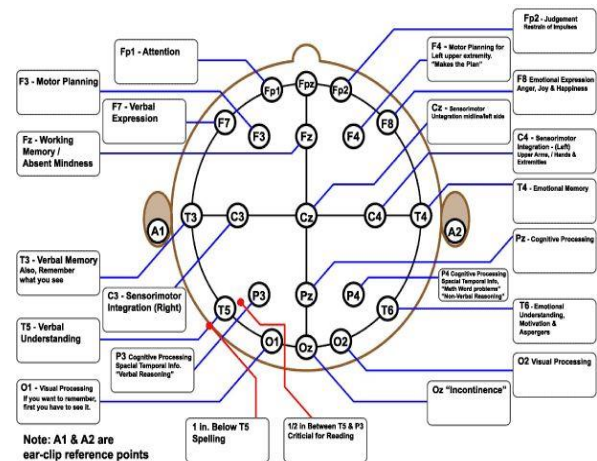 Fp1 - Attention
Fp2 - Judgement
Restrain of Impulses
F3 - Motor Planning
F4 - Motor Planning for
Left upper extremity.
"Makes the Plan"
F7 - Verbal
Expression
F8 Emotional Expression
Anger, Joy & Happiness
Fz - Working
Memory /
Absent Mindness
Cz - Sensorimotor
Untegration midline/left side
C4 - Sensorimotor
Integration - (Left)
Upper Arms, / Hands &
Extremities
T4 - Emotional Memory
Fp1
Fpz
Fp2
F7
F3
Fz
F4
F8
A1
T3
C3
Cz
C4
T4
A2
T5
P3
Pz
P4
T6
O1
Oz
O2
T3 - Verbal Memory
Also, Remember
what you see
Pz - Cognitive Processing
C3 - Sensorimotor
Integration (Right)
P4 Cognitive Processing
Spacial Temporal Info,
"Math Word problems"
"Non-Verbal Reasoning"
T5 - Verbal
Understanding
T6 - Emotional
Understanding,
Motivation &
Aspergers
P3 Cognitive Processing
Spacial Temporal Info.
"Verbal Reasoning"
O1 - Visual Processing
If you want to remember,
first you have to see it.
O2 Visual Processing
Oz "Incontinence"
1 in. Below T5
Spelling
1/2 in Between T5 & P3
Criticial for Reading
Note: A1 & A2 are
ear-clip reference points